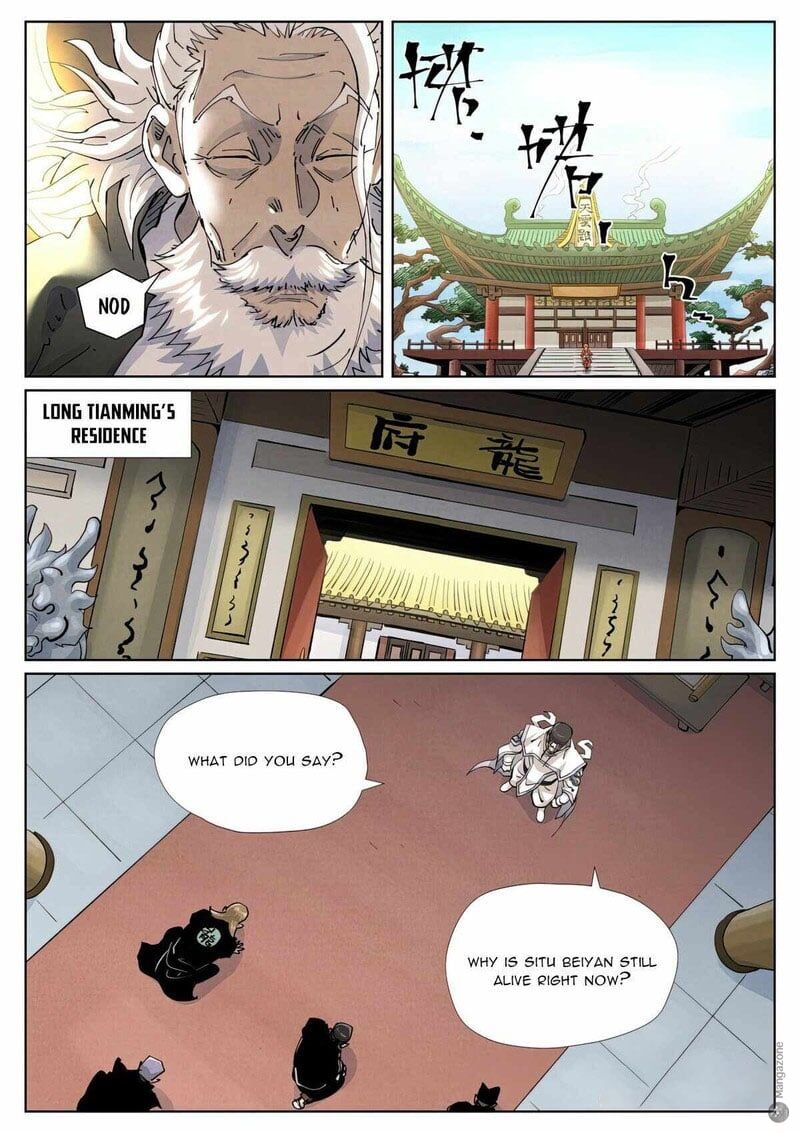 NOD
LONG TIANMING'S
RESIDENCE
府龍
WHAT DID YOU SAY?
WHY IS SITU BEIYAN STILL
ALIVE RIGHT NOW?
Mangazone